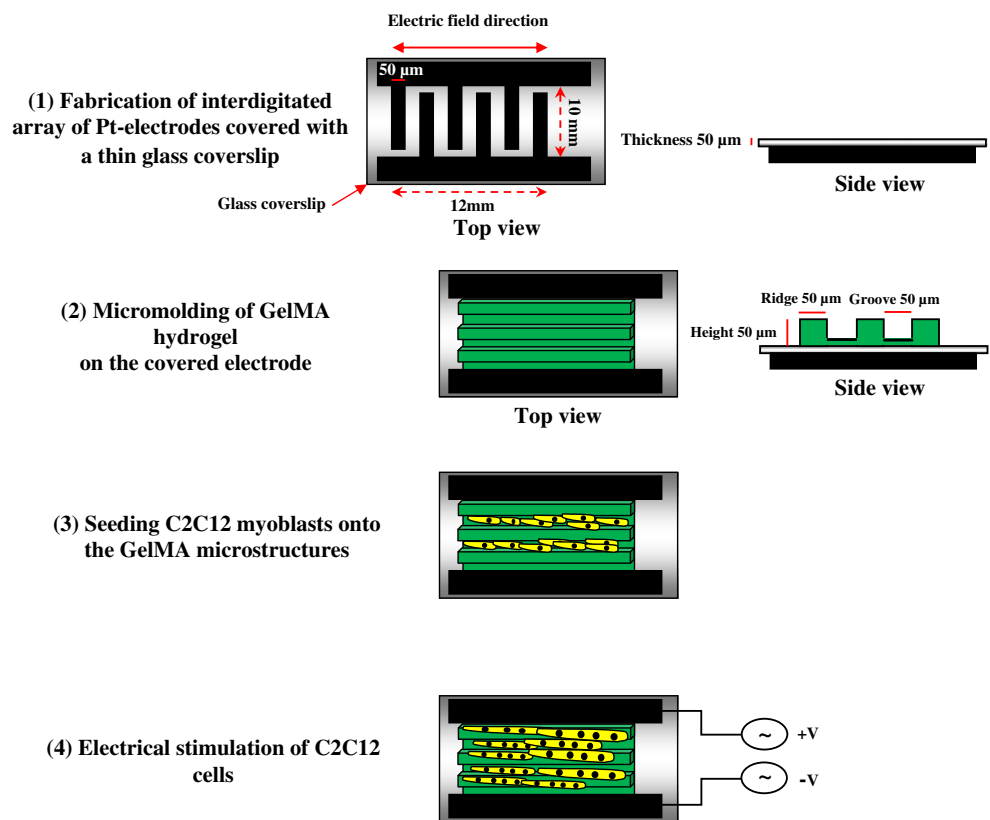 Electric field direction
50 µm
10 mm
(1) Fabrication of interdigitated
array of Pt-electrodes covered with
a thin glass coverslip
Thickness 50 µm
Side view
Glass coverslip
12mm
Top view
(2) Micromolding of GelMA
hydrogel
on the covered electrode
Ridge 50 µm
Groove 50 µm
Height 50 µm
Side view
Top view
(3) Seeding C2C12 myoblasts onto
the GelMA microstructures
(4) Electrical stimulation of C2C12
cells
~
+V
~
-V